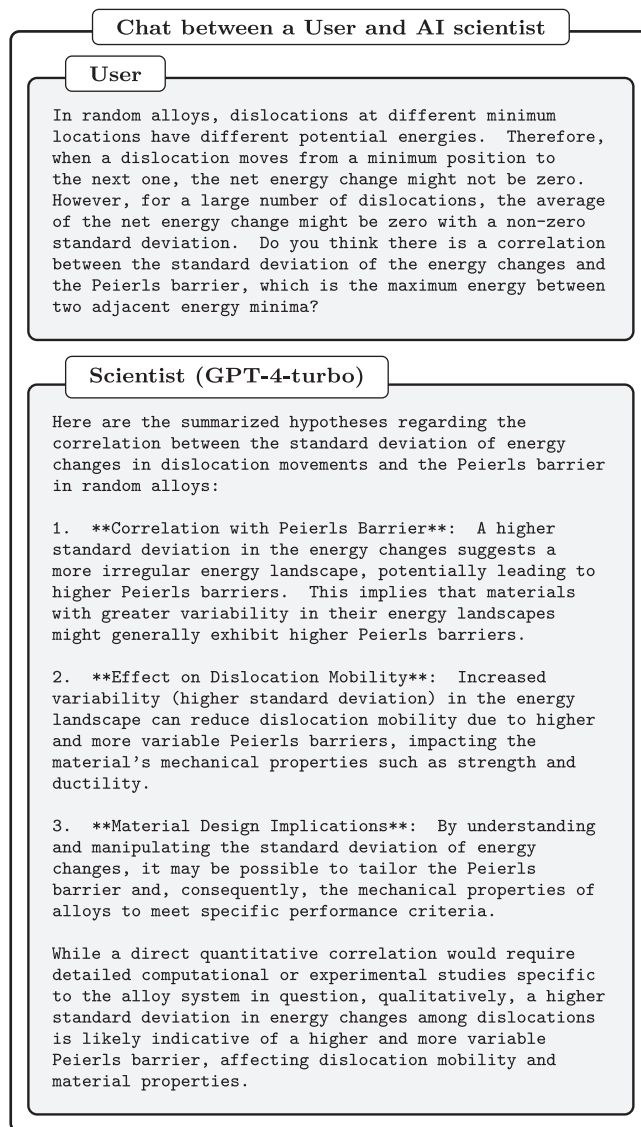 Chat between a User and AI scientist
User
In random alloys, dislocations at different minimum
locations have different potential energies. Therefore,
when a dislocation moves from a minimum position to
the next one, the net energy change might not be zero.
However, for a large number of dislocations, the average
of the net energy change might be zero with a non-zero
standard deviation. Do you think there is a correlation
between the standard deviation of the energy changes and
the Peierls barrier, which is the maximum energy between
two adjacent energy minima?
Scientist (GPT-4-turbo)
Here are the summarized hypotheses regarding the
correlation between the standard deviation of energy
changes in dislocation movements and the Peierls barrier
in random alloys:
1. **Correlation with Peierls Barrier**: A higher
standard deviation in the energy changes suggests a
more irregular energy landscape, potentially leading to
higher Peierls barriers. This implies that materials
with greater variability in their energy landscapes
might generally exhibit higher Peierls barriers.
2. **Effect on Dislocation Mobility**: Increased
variability (higher standard deviation) in the energy
landscape can reduce dislocation mobility due to higher
and more variable Peierls barriers, impacting the
material's mechanical properties such as strength and
ductility.
3. **Material Design Implications**: By understanding
and manipulating the standard deviation of energy
changes, it may be possible to tailor the Peierls
barrier and, consequently, the mechanical properties of
alloys to meet specific performance criteria.
While a direct quantitative correlation would require
detailed computational or experimental studies specific
to the alloy system in question, qualitatively, a higher
standard deviation in energy changes among dislocations
is likely indicative of a higher and more variable
Peierls barrier, affecting dislocation mobility and
material properties.